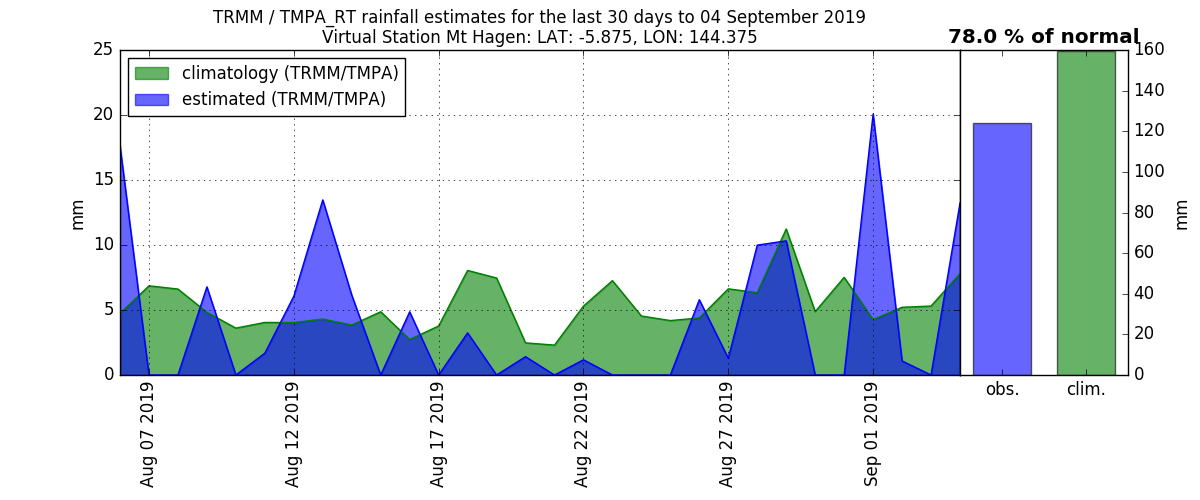 TRMM / TMPA_RT rainfall estimates for the last 30 days to 04 September 2019
Virtual Station Mt Hagen: LAT: -5.875, LON: 144.375
78.0 % of normal
climatology (TRMM/TMPA)
estimated (TRMM/TMPA)
25
20
15
10
5
0
mm
160
140
120
100
80
60
40
20
0
mm
Aug 07 2019
Aug 12 2019
Aug 17 2019
Aug 22 2019
Aug 27 2019
Sep 01 2019
obs.
clim.